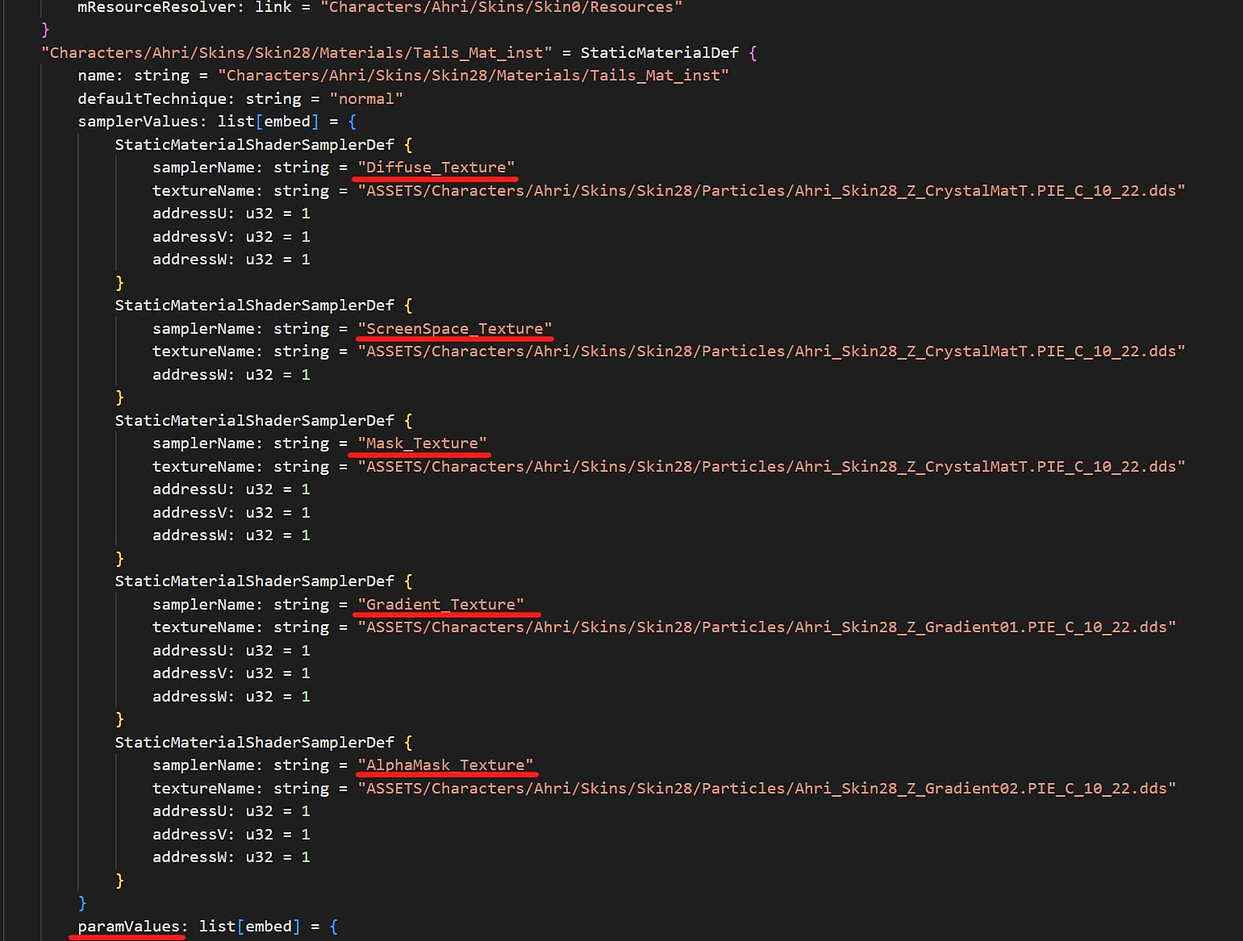 mResourceResolver: link = "Characters/Ahri/Skins/Skin0/Resources"
}
"Characters/Ahri/Skins/Skin28/Materials/Tails_Mat_inst" = StaticMaterialDef {
name: string = "Characters/Ahri/Skins/Skin28/Materials/Tails_Mat_inst"
defaultTechnique: string = "normal"
samplerValues: list[embed] = {
StaticMaterialShaderSamplerDef {
samplerName: string = "Diffuse_Texture"
textureName: string = "ASSETS/Characters/Ahri/Skins/Skin28/Particles/Ahri_Skin28_Z_CrystalMatT.PIE_C_10_22.dds"
addressU: u32 = 1
addressV: u32 = 1
addressW: u32 = 1
}
StaticMaterialShaderSamplerDef {
samplerName: string = "ScreenSpace_Texture"
textureName: string = "ASSETS/Characters/Ahri/Skins/Skin28/Particles/Ahri_Skin28_Z_CrystalMatT.PIE_C_10_22.dds"
addressW: u32 = 1
}
StaticMaterialShaderSamplerDef {
samplerName: string = "Mask_Texture"
textureName: string = "ASSETS/Characters/Ahri/Skins/Skin28/Particles/Ahri_Skin28_Z_CrystalMatT.PIE_C_10_22.dds"
addressU: u32 = 1
addressV: u32 = 1
addressW: u32 = 1
}
StaticMaterialShaderSamplerDef {
samplerName: string = "Gradient_Texture"
textureName: string = "ASSETS/Characters/Ahri/Skins/Skin28/Particles/Ahri_Skin28_Z_Gradient01.PIE_C_10_22.dds"
addressU: u32 = 1
addressV: u32 = 1
addressW: u32 = 1
}
StaticMaterialShaderSamplerDef {
samplerName: string = "AlphaMask_Texture"
textureName: string = "ASSETS/Characters/Ahri/Skins/Skin28/Particles/Ahri_Skin28_Z_Gradient02.PIE_C_10_22.dds"
addressU: u32 = 1
addressV: u32 = 1
addressW: u32 = 1
}
}
paramValues: list[embed] = {